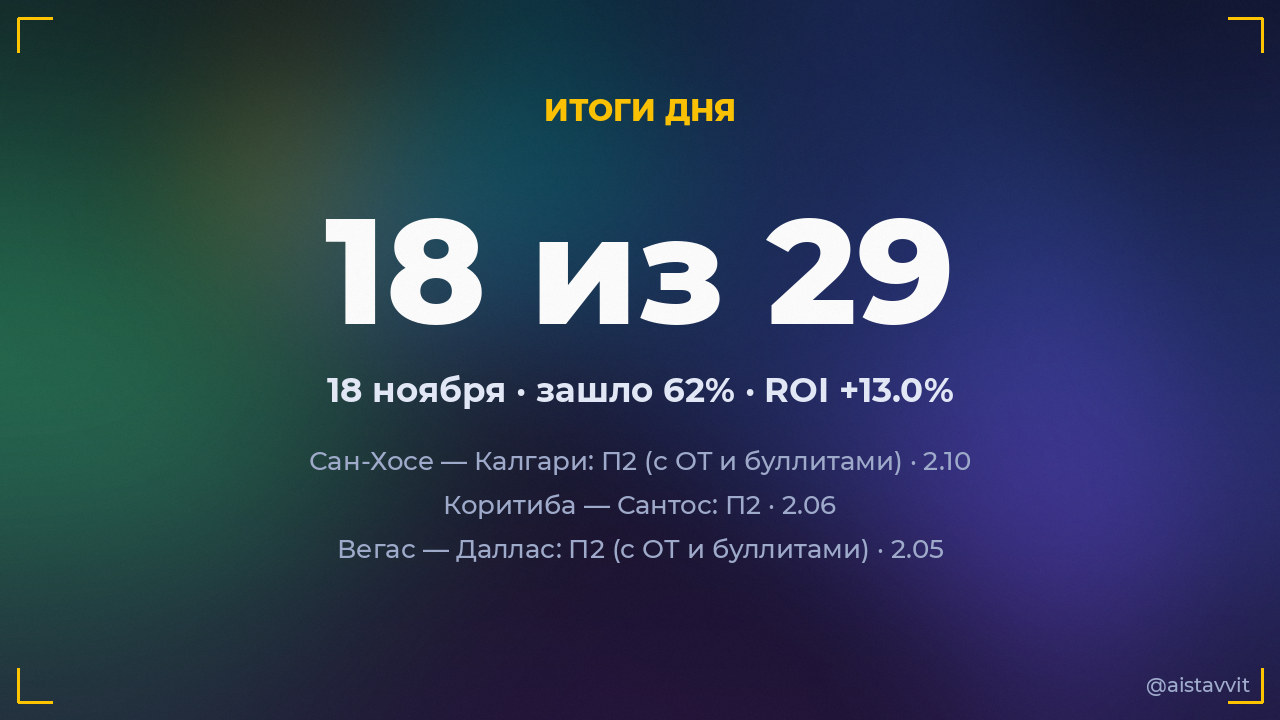 ИТОГИ ДНЯ
18 из 29
18 ноября · зашло 62% · ROI +13.0%
Сан-Хосе — Калгари: П2 (с ОТ и буллитами) · 2.10
Коритиба — Сантос: П2 · 2.06
Вегас — Даллас: П2 (с ОТ и буллитами) · 2.05
@aistavvit